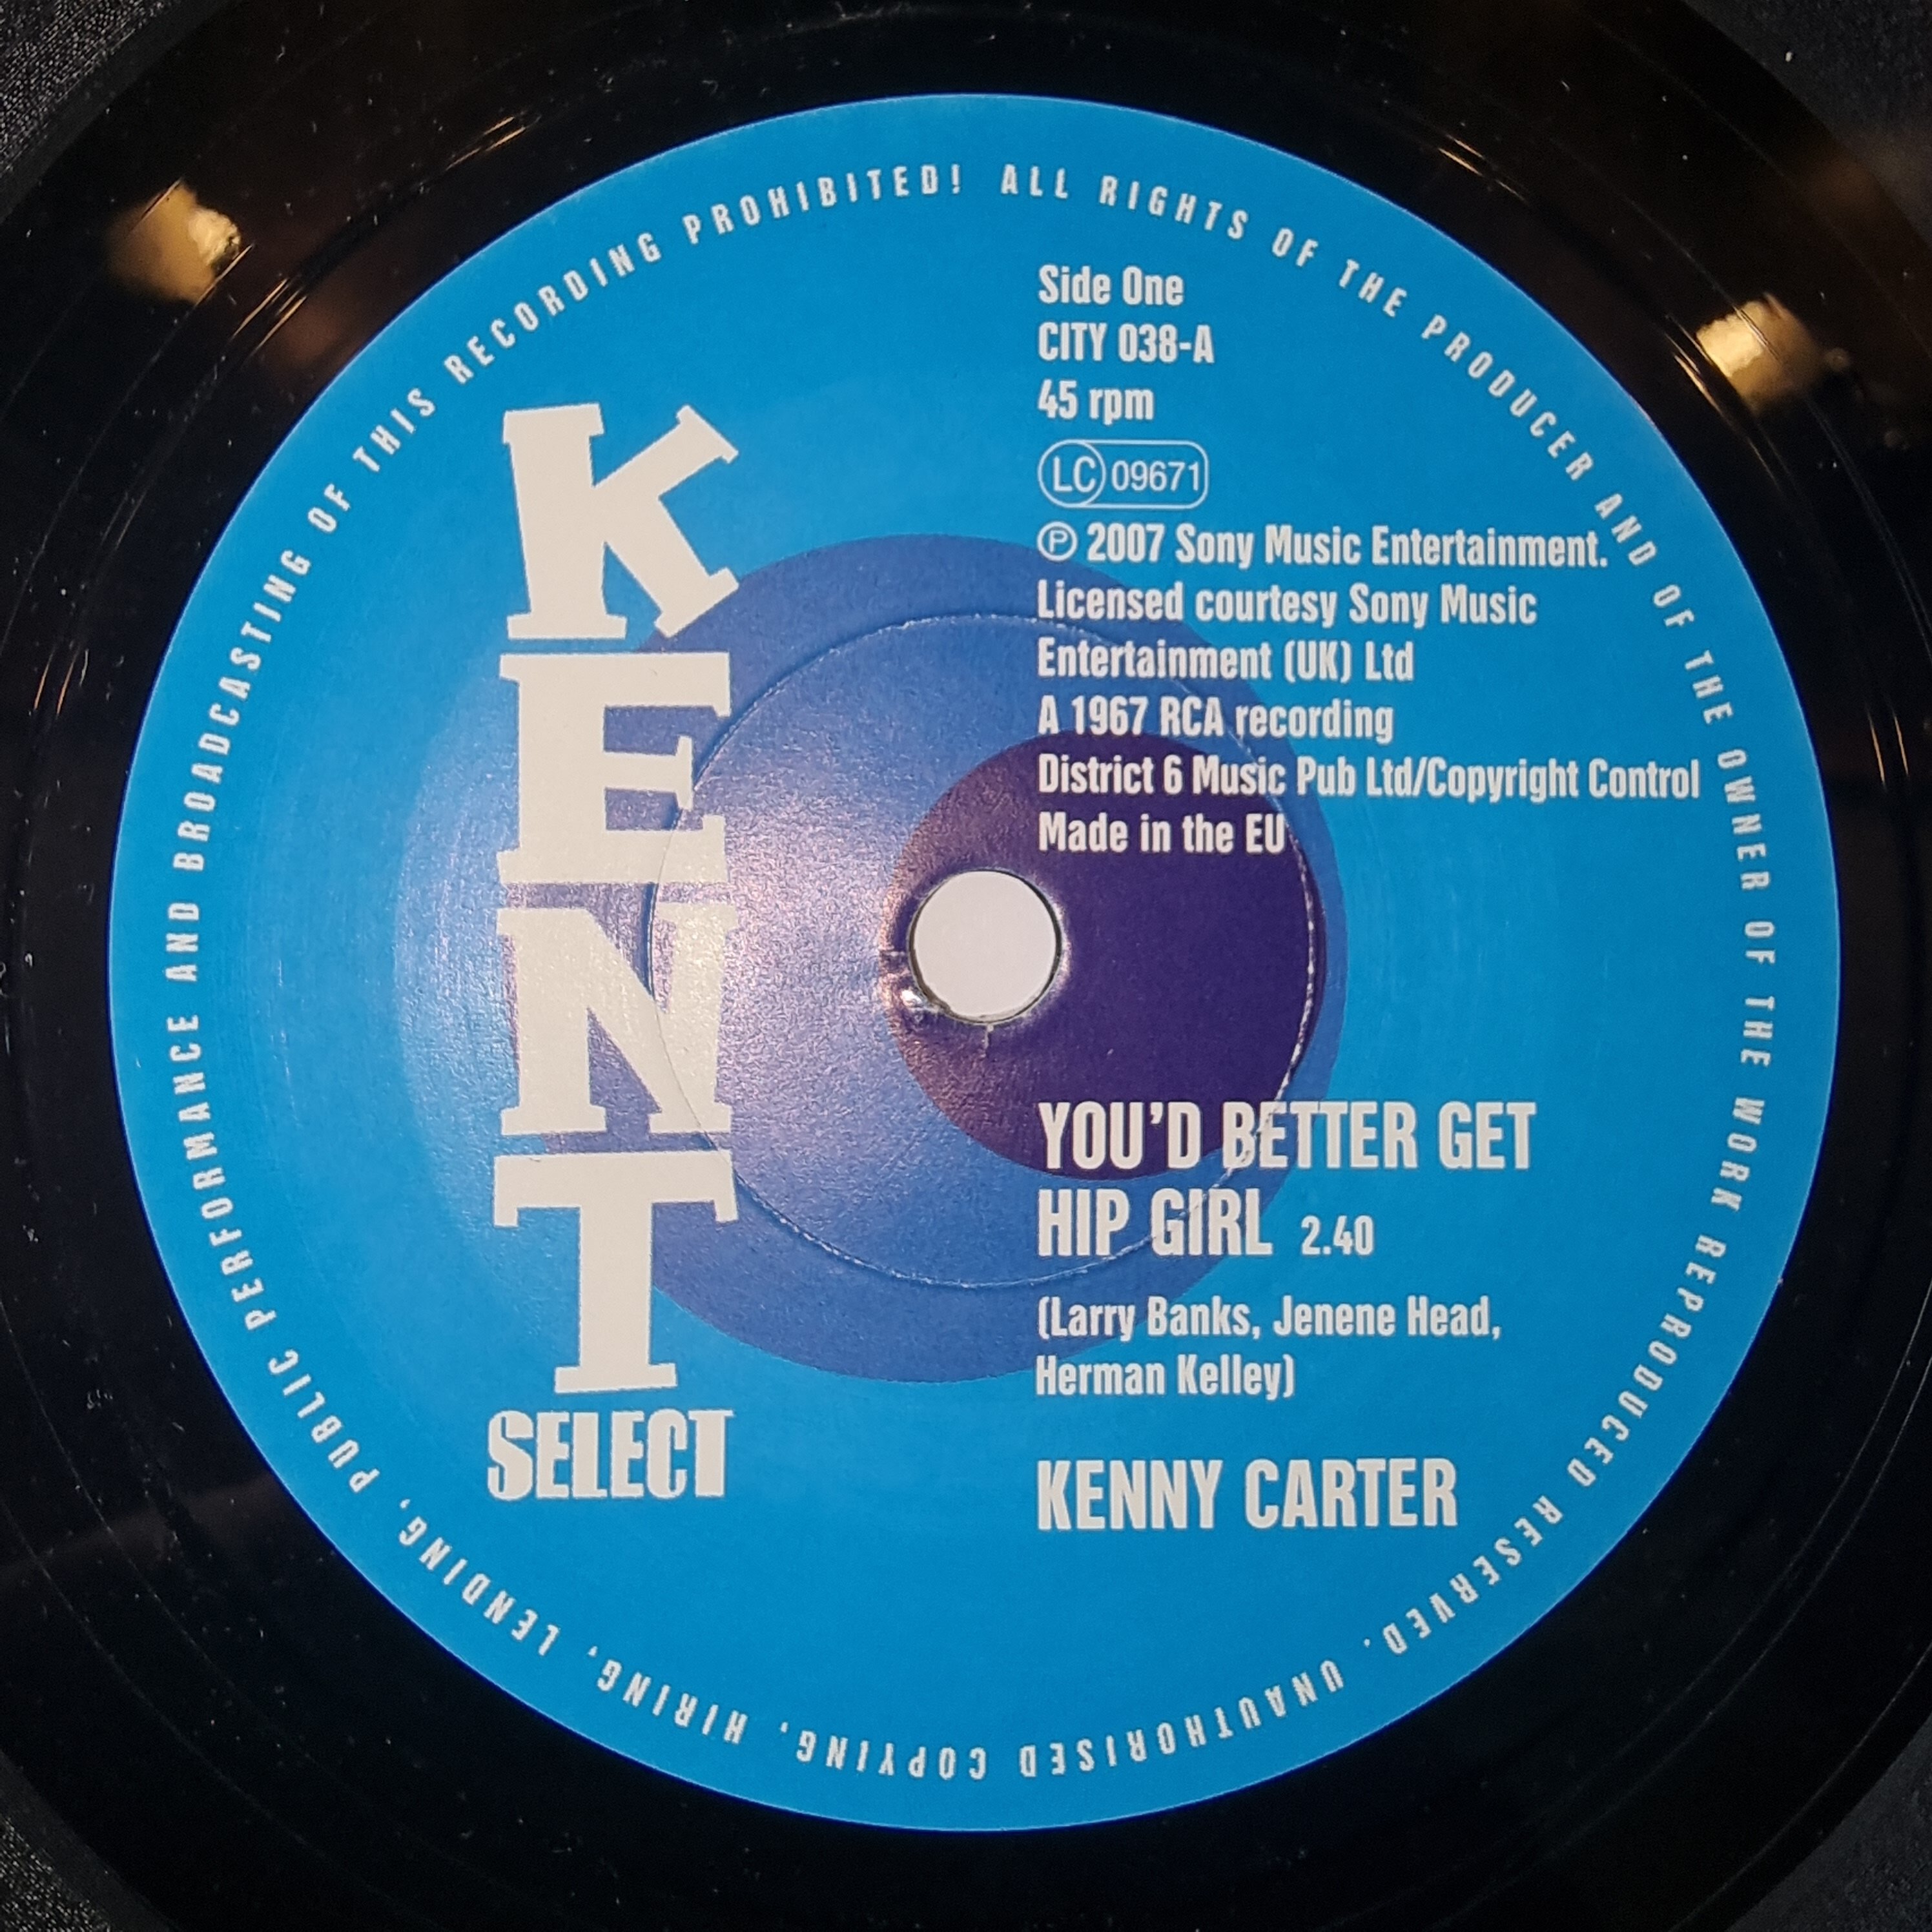 KENT
SELECT
Side One
CITY 038-A
45 rpm
LC 09671
℗ 2007 Sony Music Entertainment.
Licensed courtesy Sony Music
Entertainment (UK) Ltd
A 1967 RCA recording
District 6 Music Pub Ltd/Copyright Control
Made in the EU
YOU'D BETTER GET
HIP GIRL 2.40
(Larry Banks, Jenene Head,
Herman Kelley)
KENNY CARTER
ALL RIGHTS OF THE PRODUCER AND OF THE OWNER OF THE WORK REPRODUCED RESERVED. UNAUTHORISED COPYING, HIRING, LENDING, PUBLIC PERFORMANCE AND BROADCASTING OF THIS RECORDING PROHIBITED!